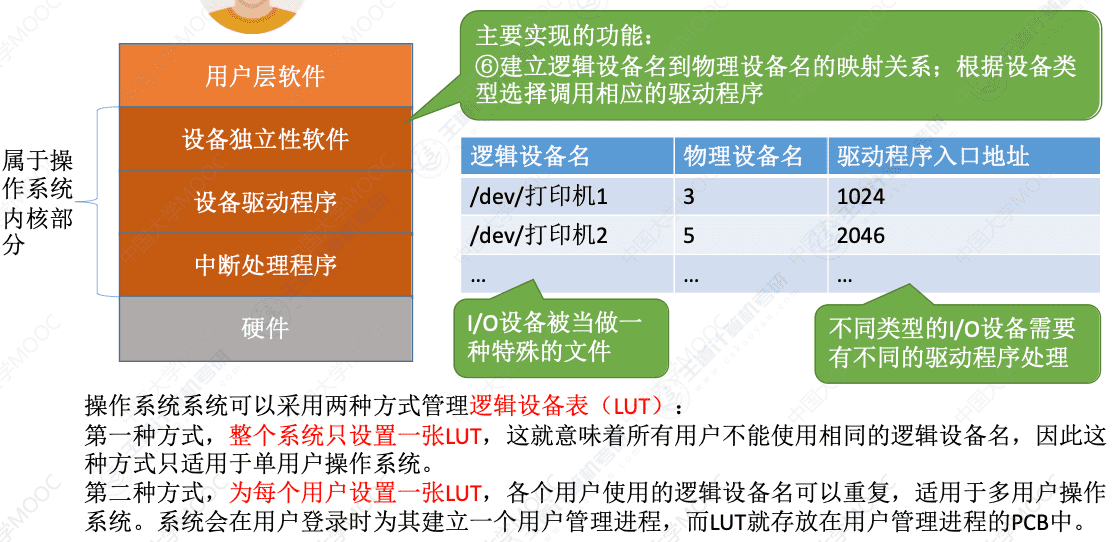 主要实现的功能：
⑥建立逻辑设备名到物理设备名的映射关系；根据设备类
型选择调用相应的驱动程序
用户层软件
设备独立性软件
设备驱动程序
中断处理程序
硬件
属于操
作系统
内核部
分
逻辑设备名 物理设备名 驱动程序入口地址
/dev/打印机1 3 1024
/dev/打印机2 5 2046
... ... ...
I/O设备被当做一
种特殊的文件
不同类型的I/O设备需要
有不同的驱动程序处理
操作系统系统可以采用两种方式管理逻辑设备表（LUT）：
第一种方式，整个系统只设置一张LUT，这就意味着所有用户不能使用相同的逻辑设备名，因此这
种方式只适用于单用户操作系统。
第二种方式，为每个用户设置一张LUT，各个用户使用的逻辑设备名可以重复，适用于多用户操作
系统。系统会在用户登录时为其建立一个用户管理进程，而LUT就存放在用户管理进程的PCB中。
中国大学MOOC
王道计算机考研